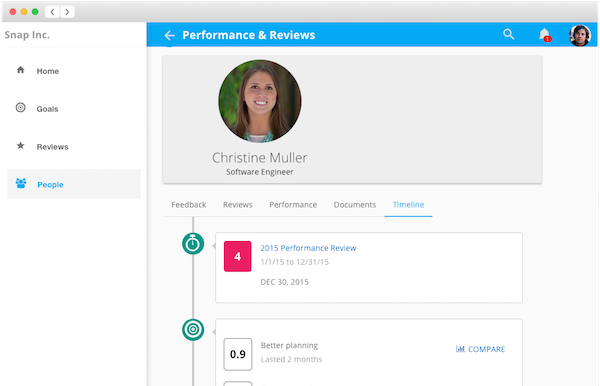 Snap Inc.
Performance & Reviews
1
Home
Goals
Reviews
People
Christine Muller
Software Engineer
Feedback
Reviews
Performance
Documents
Timeline
4
2015 Performance Review
1/1/15 to 12/31/15
DEC 30, 2015
0.9
Better planning
Lasted 2 months
COMPARE